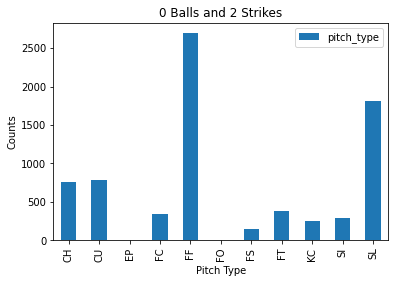 0 Balls and 2 Strikes
pitch_type
Counts
2500
2000
1500
1000
500
0
CH
CU
EP
FC
FF
FO
FS
FT
KC
SI
SL
Pitch Type